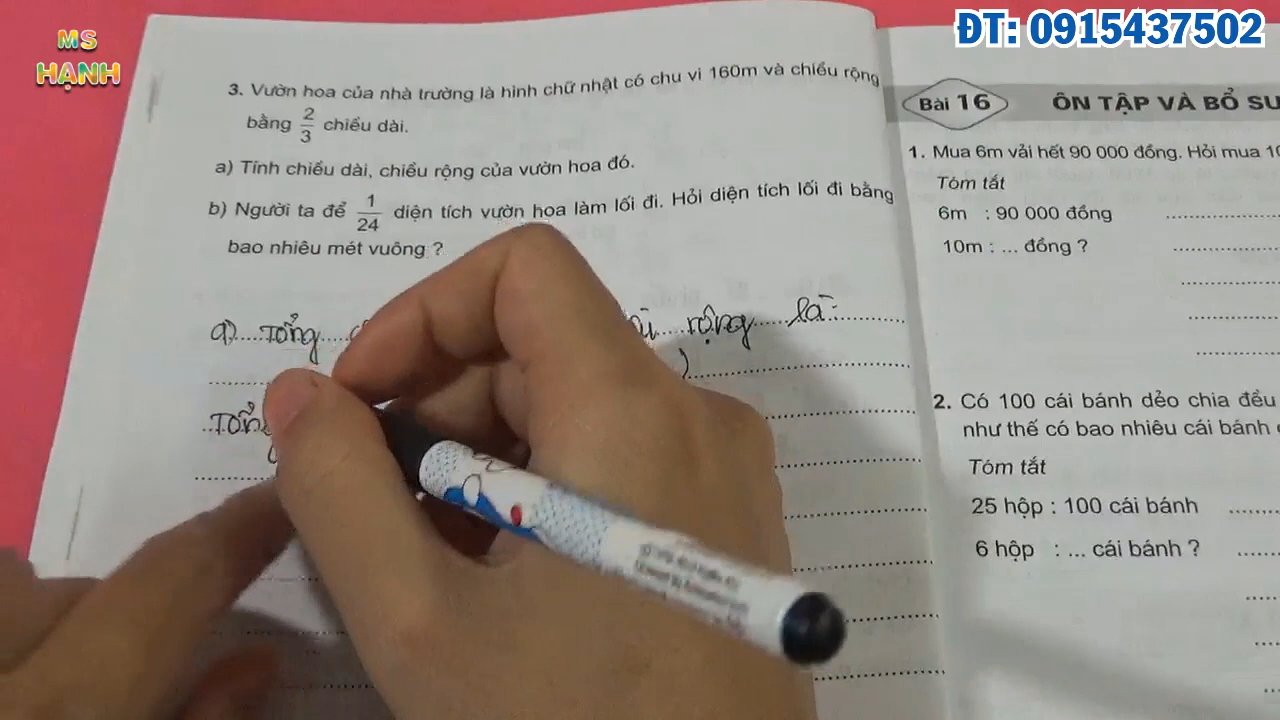 MS
HẠNH
ĐT: 0915437502
3. Vườn hoa của nhà trường là hình chữ nhật có chu vi 160m và chiều rộng
bằng 2/3 chiều dài.
a) Tính chiều dài, chiều rộng của vườn hoa đó.
b) Người ta để 1/24 diện tích vườn hoa làm lối đi. Hỏi diện tích lối đi bằng
bao nhiêu mét vuông ?
a) Tổng rộng là:
Tổng
Bài 16 ÔN TẬP VÀ BỔ SU
1. Mua 6m vải hết 90 000 đồng. Hỏi mua 10
Tóm tắt
6m : 90 000 đồng
10m : ... đồng ?
2. Có 100 cái bánh dẻo chia đều
như thế có bao nhiêu cái bánh
Tóm tắt
25 hộp : 100 cái bánh
6 hộp : ... cái bánh ?